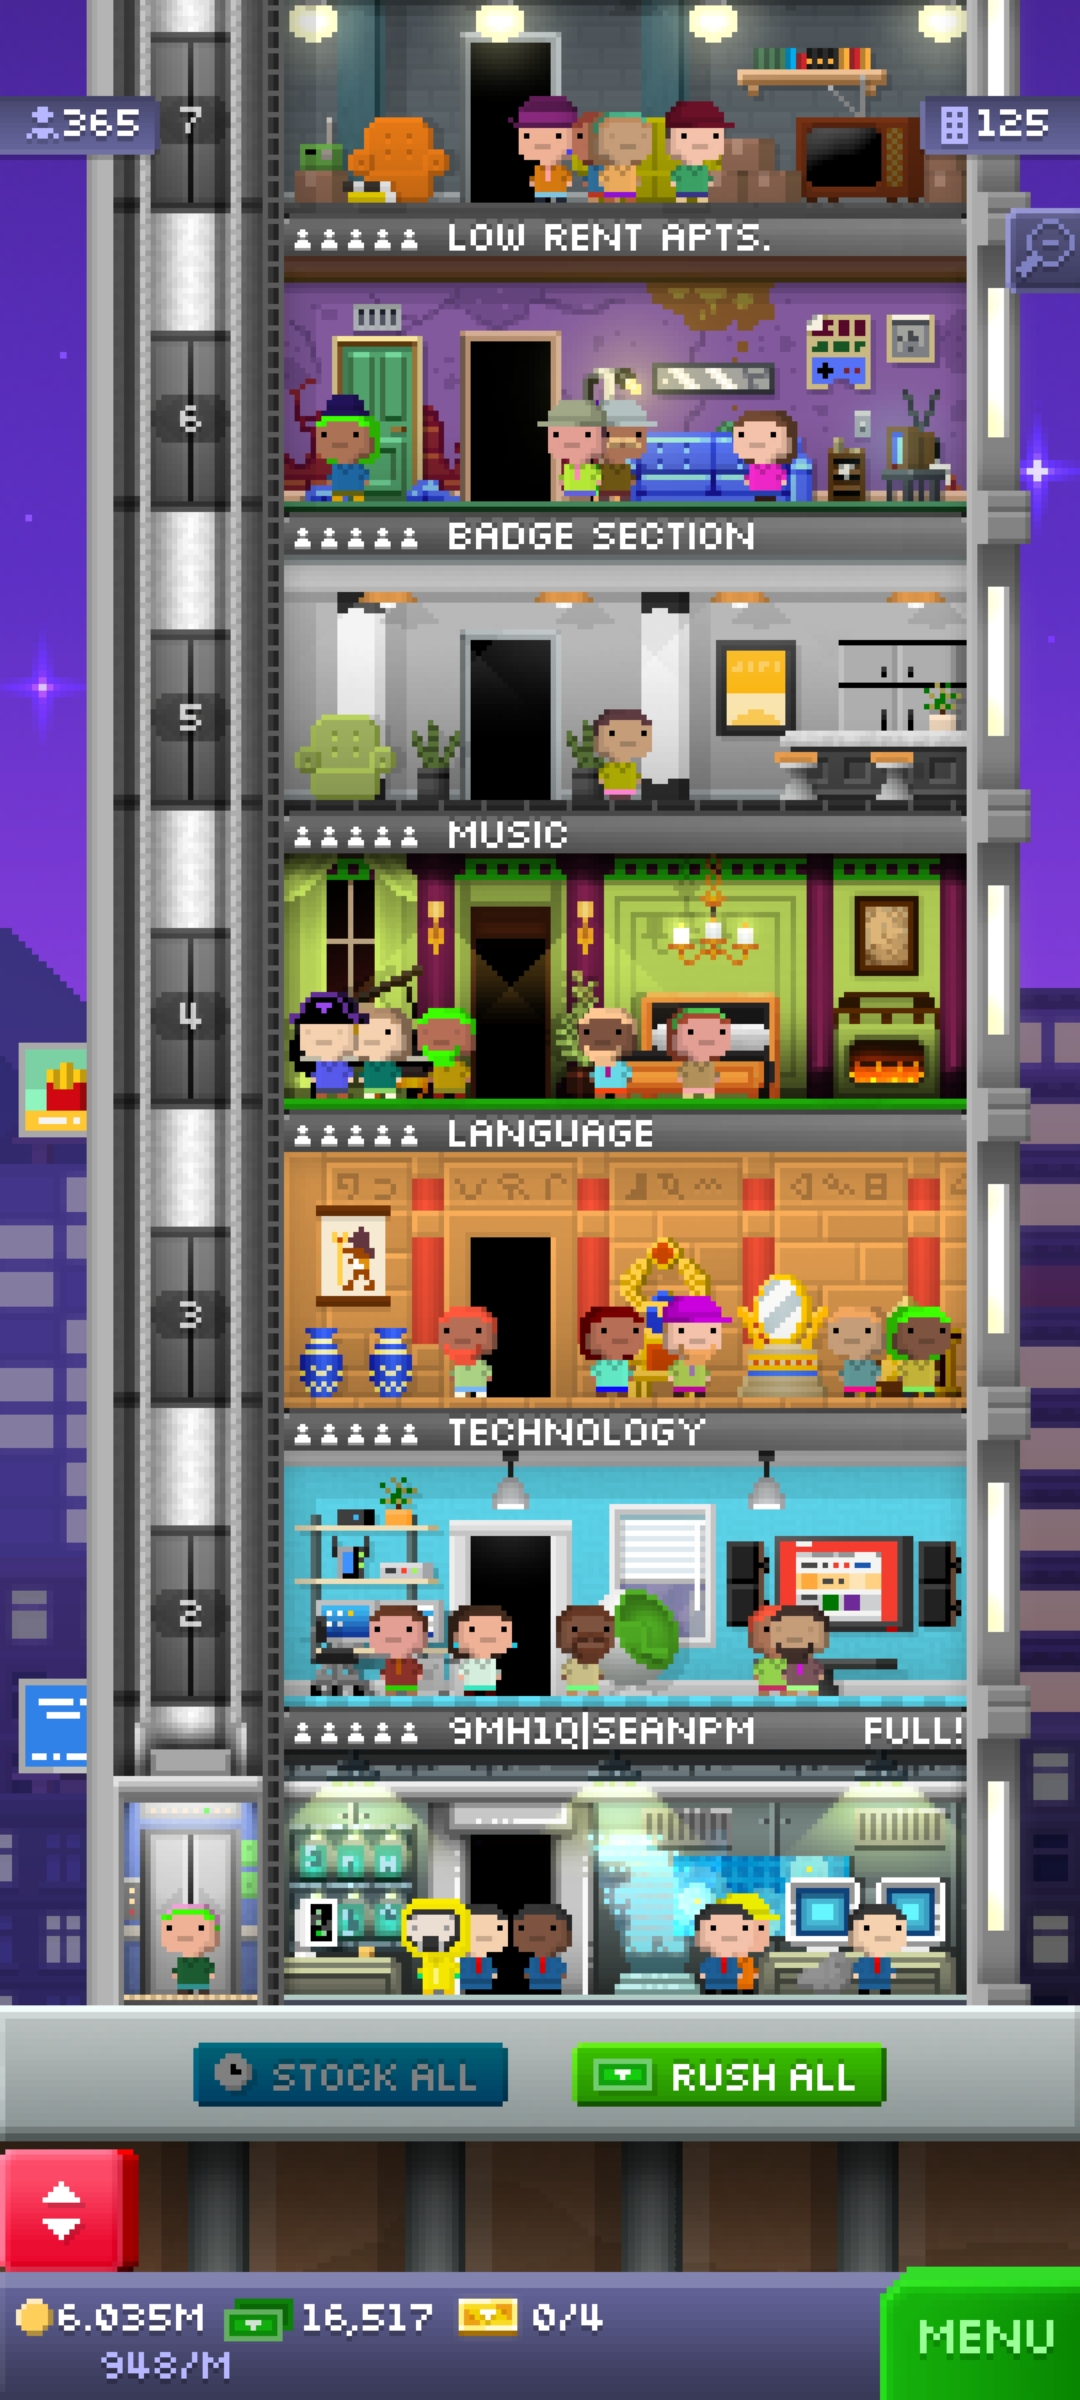 365
7
125
LOW RENT APTS.
6
BADGE SECTION
5
MUSIC
4
LANGUAGE
3
TECHNOLOGY
2
9MH1Q|SEANPM FULL!
STOCK ALL
RUSH ALL
6.035M 16,517 0/4
948/M
MENU